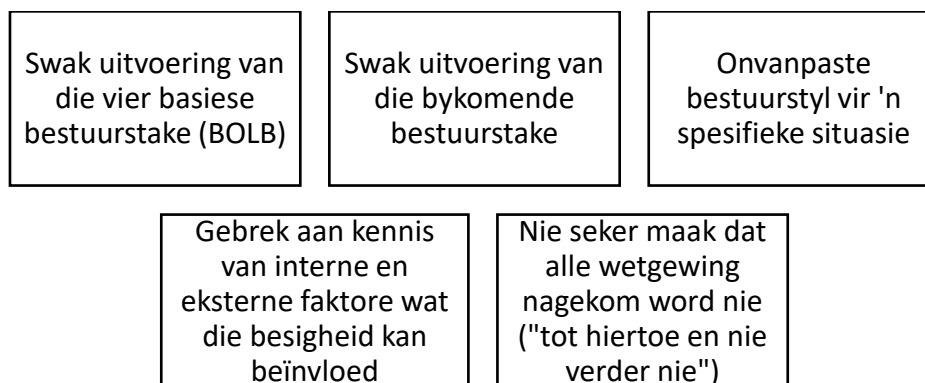 Swak uitvoering van
die vier basiese
bestuurstake (BOLB)
Swak uitvoering van
die bykomende
bestuurstake
Onvanpaste
bestuurstyl vir 'n
spesifieke situasie
Gebrek aan kennis
van interne en
eksterne faktore wat
die besigheid kan
beïnvloed
Nie seker maak dat
alle wetgewing
nagekom word nie
("tot hiertoe en nie
verder nie")